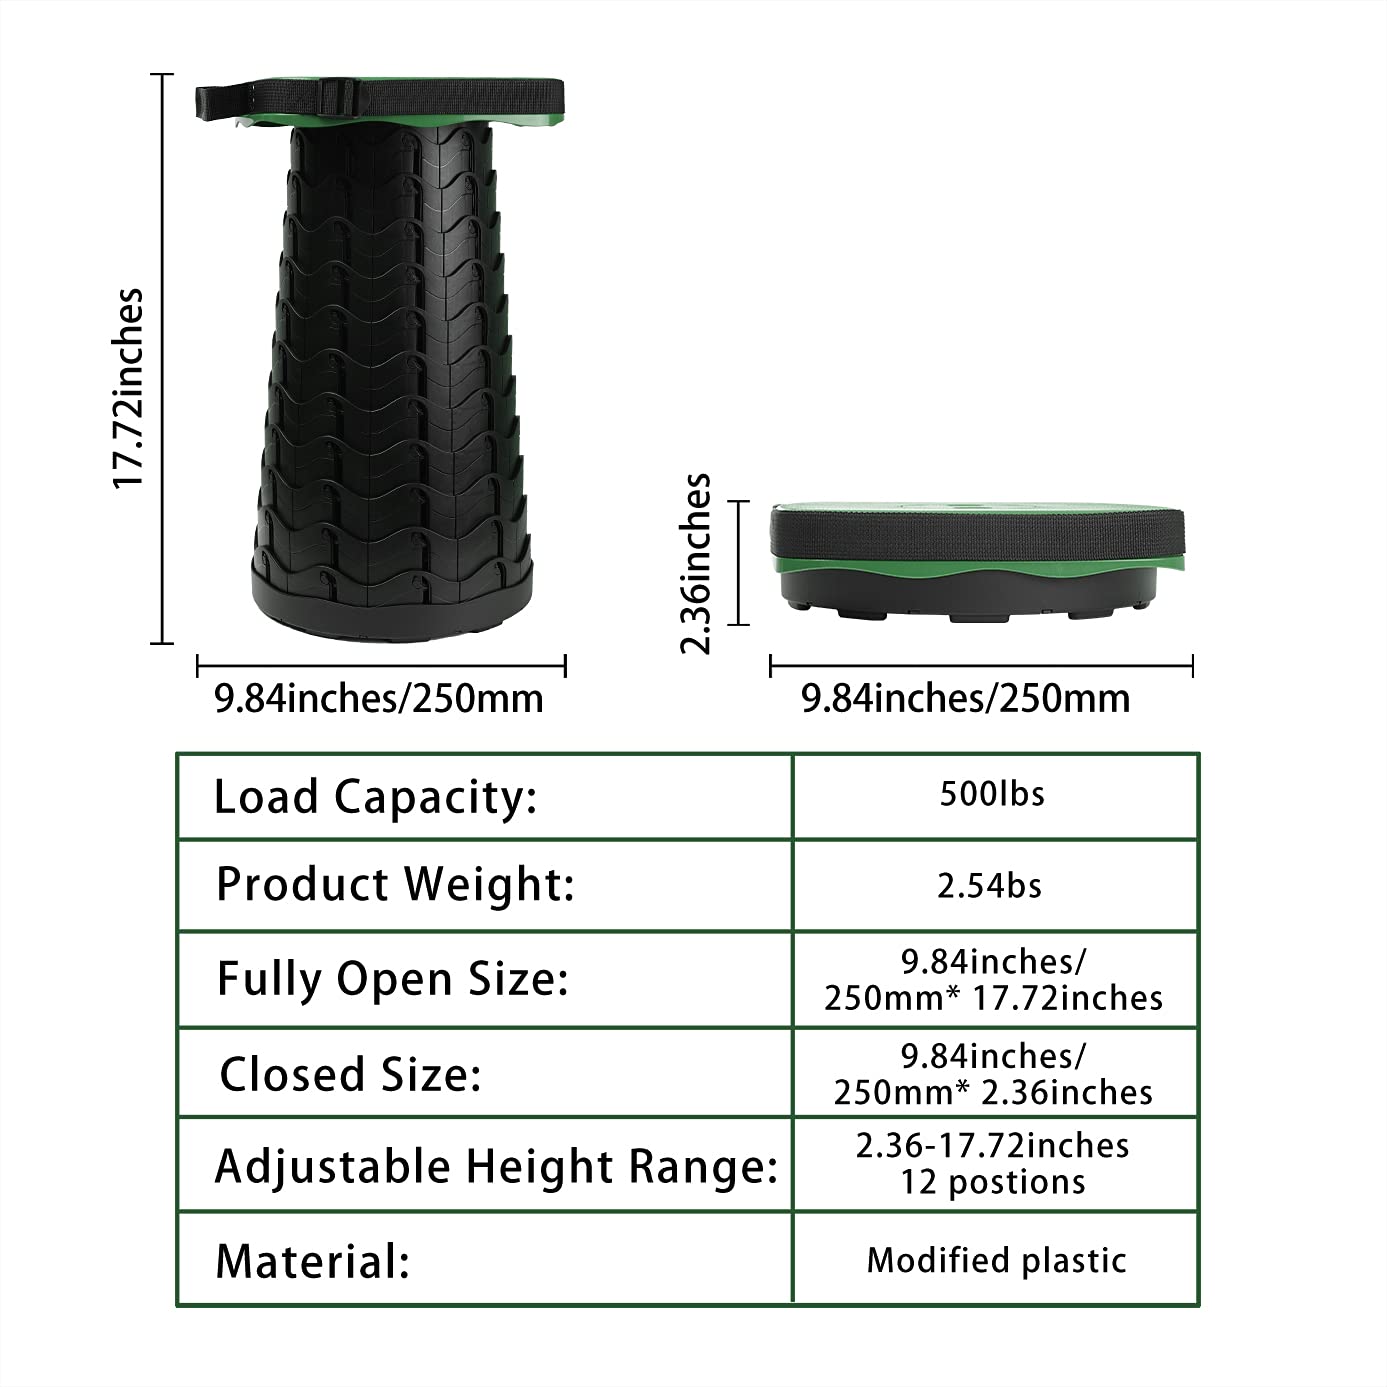 17.72inches
9.84inches/250mm
2.36inches
9.84inches/250mm
Load Capacity:
500lbs
Product Weight:
2.54bs
Fully Open Size:
9.84inches/
250mm* 17.72inches
Closed Size:
9.84inches/
250mm* 2.36inches
Adjustable Height Range:
2.36-17.72inches
12 postions
Material:
Modified plastic